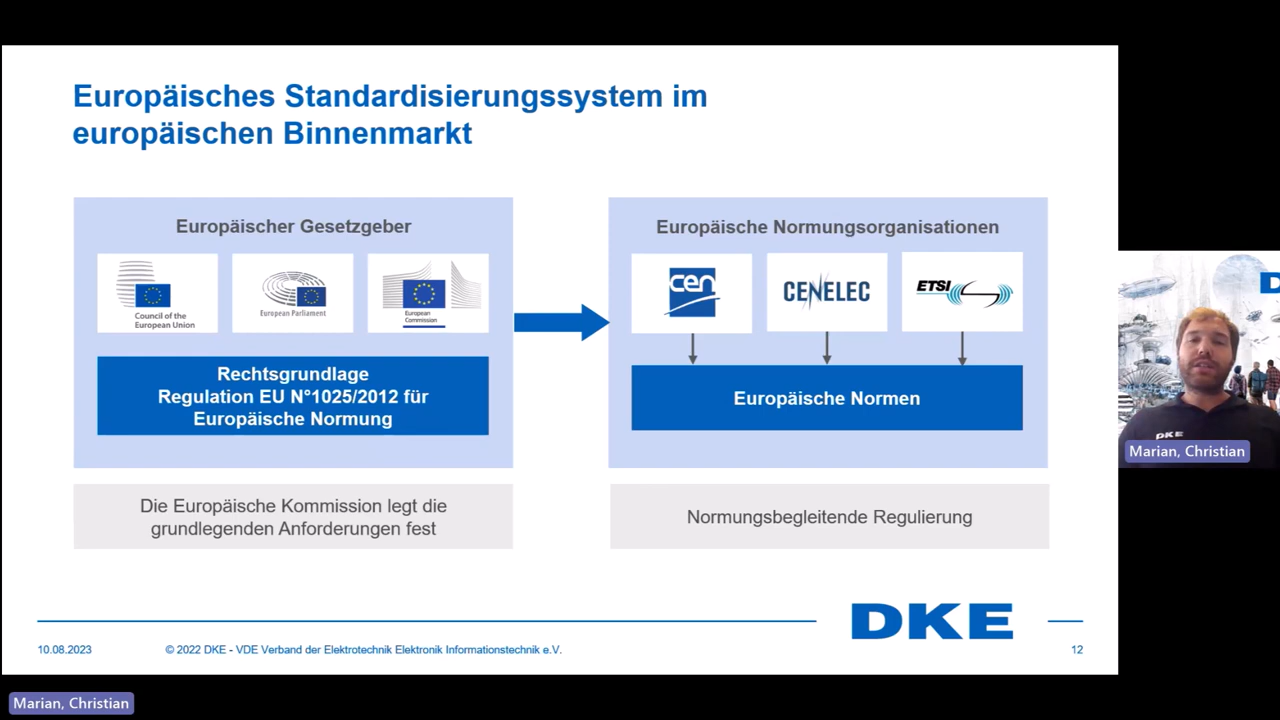 Europäisches Standardisierungssystem im
europäischen Binnenmarkt
Europäischer Gesetzgeber
Council of the
European Union
European Parliament
European
Commission
Rechtsgrundlage
Regulation EU N°1025/2012 für
Europäische Normung
Die Europäische Kommission legt die
grundlegenden Anforderungen fest
Europäische Normungsorganisationen
cen
CENELEC
ETSI
Europäische Normen
Normungsbegleitende Regulierung
DKE
Marian, Christian
DKE
10.08.2023
© 2022 DKE - VDE Verband der Elektrotechnik Elektronik Informationstechnik e.V.
12
Marian, Christian